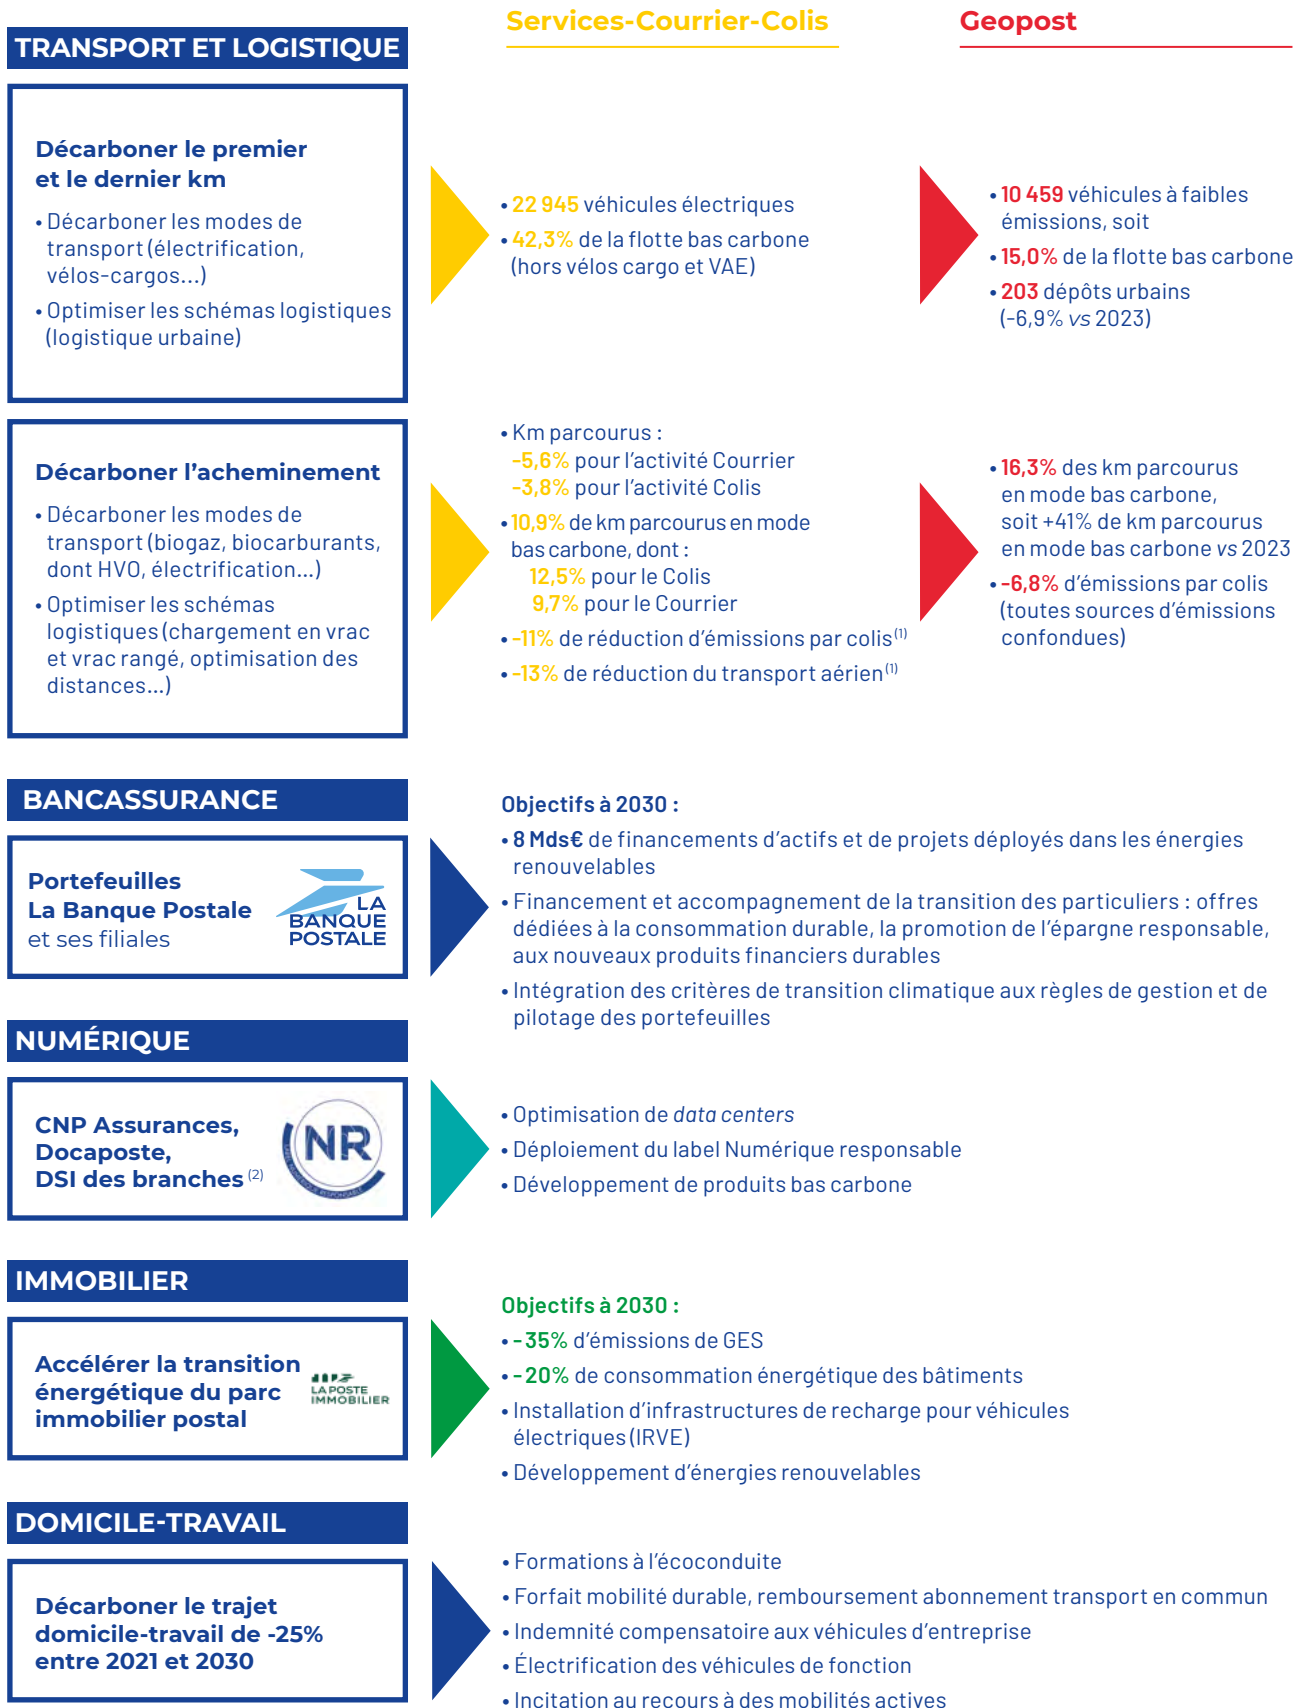 Services-Courrier-Colis
Geopost
TRANSPORT ET LOGISTIQUE
Décarboner le premier
et le dernier km
• Décarboner les modes de
transport (électrification,
vélos-cargos...)
• Optimiser les schémas logistiques
(logistique urbaine)
• 22 945 véhicules électriques
• 42,3% de la flotte bas carbone
(hors vélos cargo et VAE)
• 10 459 véhicules à faibles
émissions, soit
• 15,0% de la flotte bas carbone
• 203 dépôts urbains
(-6,9% vs 2023)
Décarboner l'acheminement
• Décarboner les modes de
transport (biogaz, biocarburants,
dont HVO, électrification...)
• Optimiser les schémas
logistiques (chargement en vrac
et vrac rangé, optimisation des
distances...)
• Km parcourus :
-5,6% pour l'activité Courrier
-3,8% pour l'activité Colis
• 10,9% de km parcourus en mode
bas carbone, dont :
12,5% pour le Colis
9,7% pour le Courrier
• -11% de réduction d'émissions par colis(1)
• -13% de réduction du transport aérien(1)
• 16,3% des km parcourus
en mode bas carbone,
soit +41% de km parcourus
en mode bas carbone vs 2023
• -6,8% d'émissions par colis
(toutes sources d'émissions
confondues)
BANCASSURANCE
Portefeuilles
La Banque Postale
et ses filiales
LA
BANQUE
POSTALE
Objectifs à 2030 :
• 8 Mds€ de financements d'actifs et de projets déployés dans les énergies
renouvelables
• Financement et accompagnement de la transition des particuliers : offres
dédiées à la consommation durable, la promotion de l'épargne responsable,
aux nouveaux produits financiers durables
• Intégration des critères de transition climatique aux règles de gestion et de
pilotage des portefeuilles
NUMÉRIQUE
CNP Assurances,
Docaposte,
DSI des branches (2)
NR
• Optimisation de data centers
• Déploiement du label Numérique responsable
• Développement de produits bas carbone
IMMOBILIER
Accélérer la transition
énergétique du parc
immobilier postal
LA POSTE
IMMOBILIER
Objectifs à 2030 :
• - 35% d'émissions de GES
• - 20% de consommation énergétique des bâtiments
• Installation d'infrastructures de recharge pour véhicules
électriques (IRVE)
• Développement d'énergies renouvelables
DOMICILE-TRAVAIL
Décarboner le trajet
domicile-travail de -25%
entre 2021 et 2030
• Formations à l'écoconduite
• Forfait mobilité durable, remboursement abonnement transport en commun
• Indemnité compensatoire aux véhicules d'entreprise
• Électrification des véhicules de fonction
• Incitation au recours à des mobilités actives